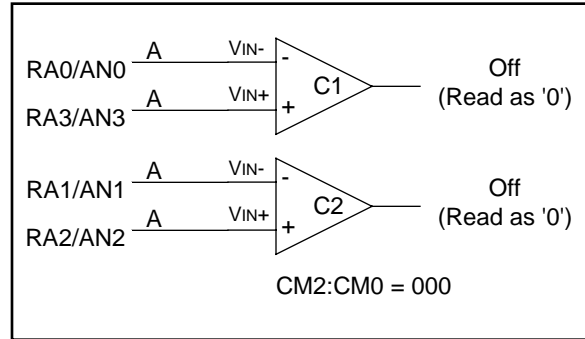 RA0/AN0 A VIN- - C1 Off
RA3/AN3 A VIN+ + (Read as '0')
RA1/AN1 A VIN- - C2 Off
RA2/AN2 A VIN+ + (Read as '0')
CM2:CM0 = 000